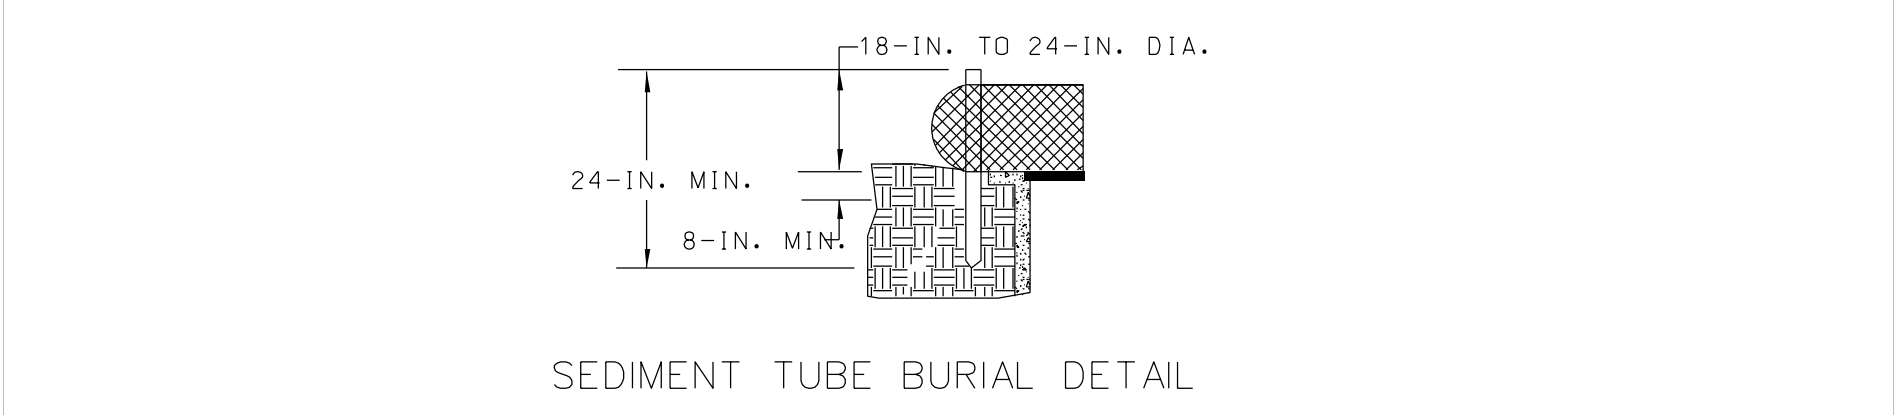 18-IN. TO 24-IN. DIA.
24-IN. MIN.
8-IN. MIN.
SEDIMENT TUBE BURIAL DETAIL